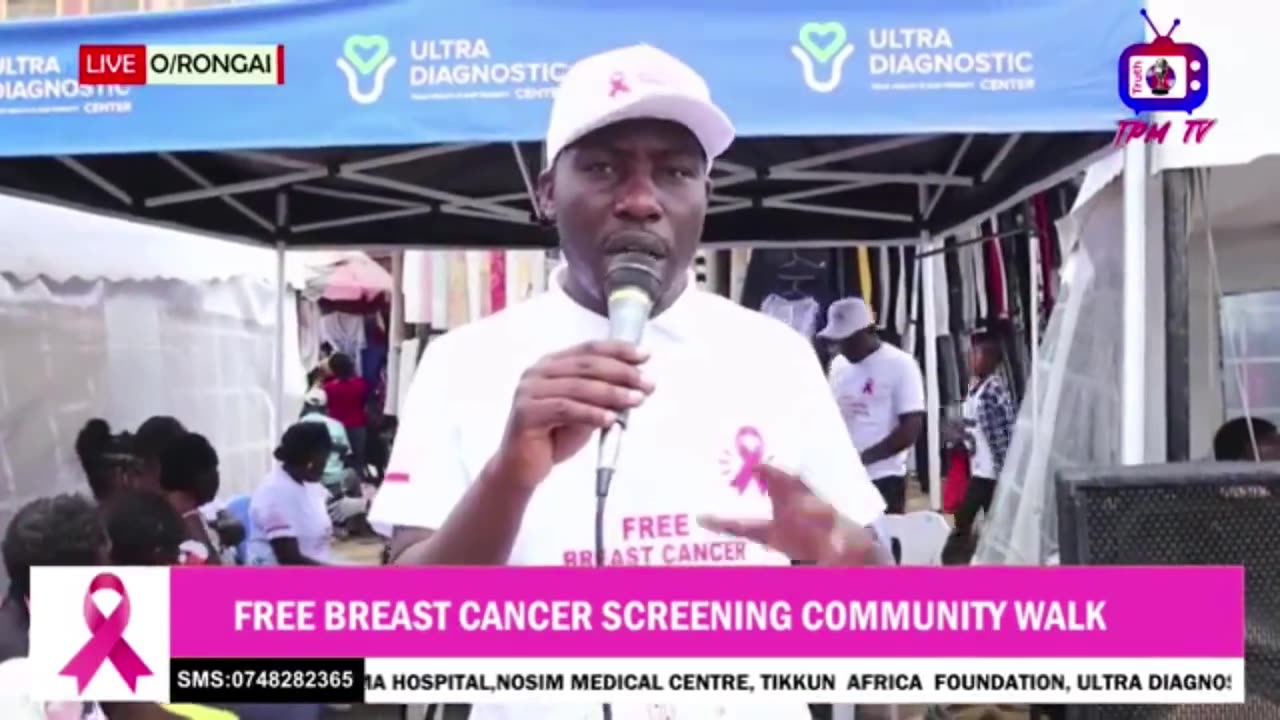 LIVE O/RONGAI
ULTRA
DIAGNOSTIC
CENTER
ULTRA
DIAGNOSTIC
CENTER
ULTRA
DIAGNOSTIC
CENTER
Truth
TPM TV
FREE
BREAST CANCER
FREE BREAST CANCER SCREENING COMMUNITY WALK
SMS:0748282365
MA HOSPITAL,NOSIM MEDICAL CENTRE, TIKKUN AFRICA FOUNDATION, ULTRA DIAGNOS